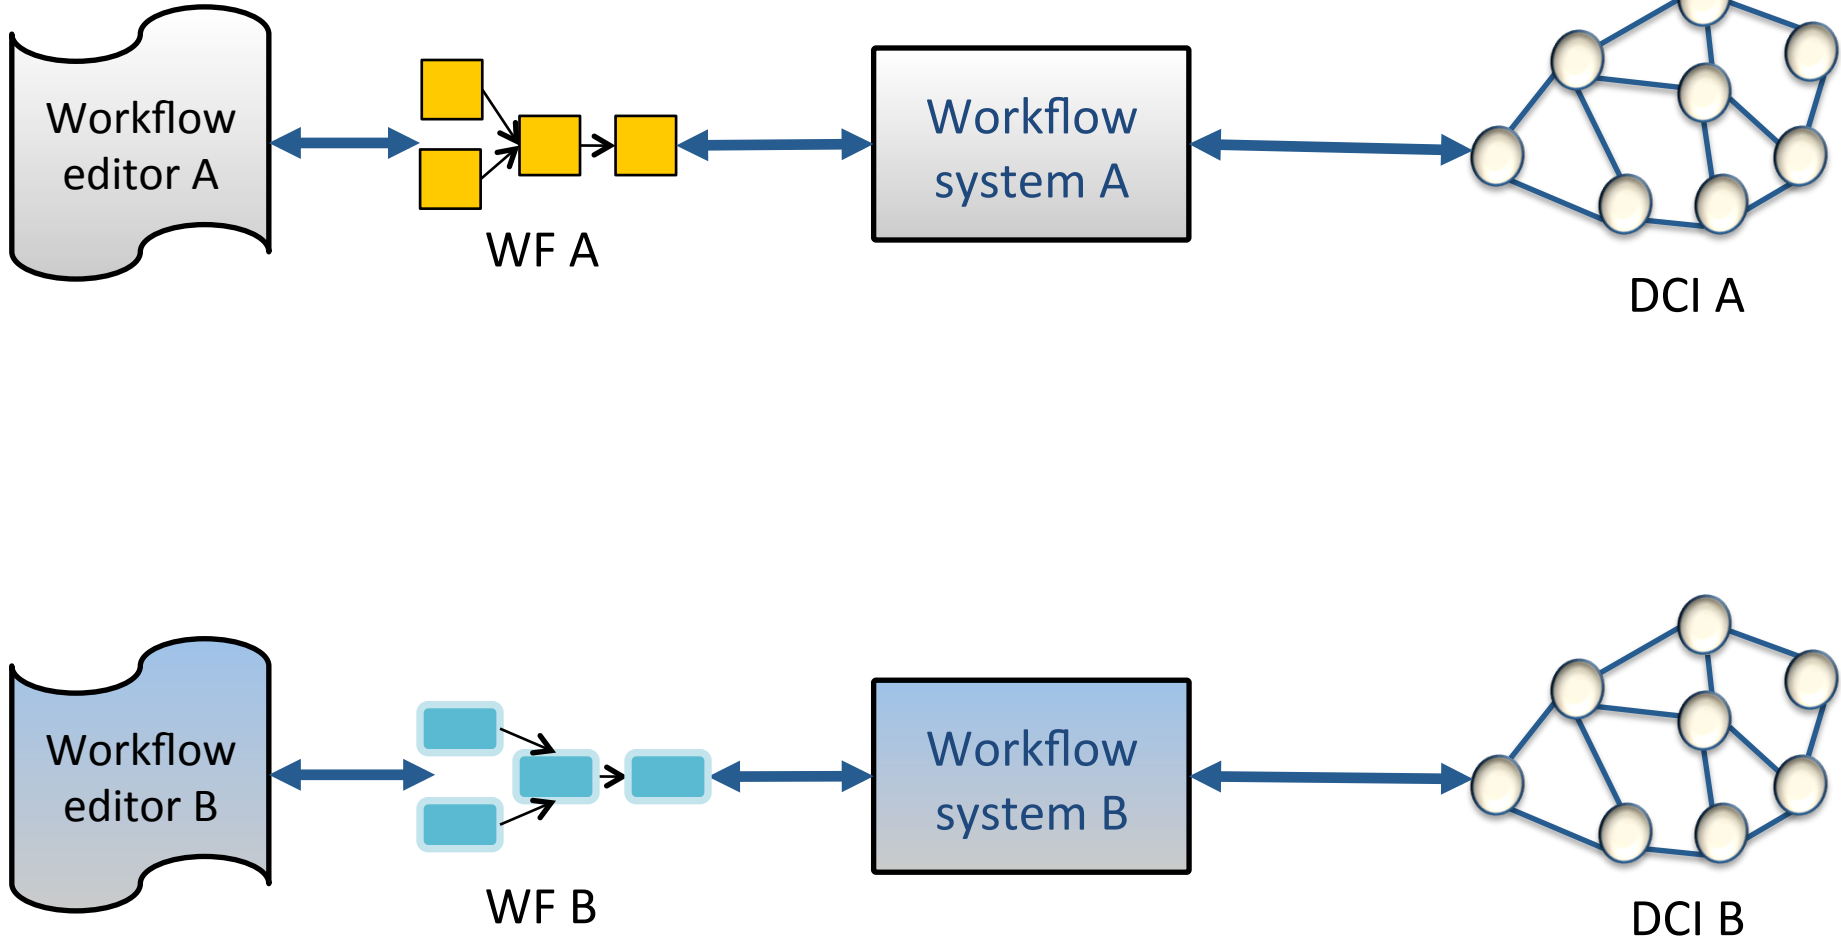 Workflow
editor A
WF A
Workflow
system A
DCI A
Workflow
editor B
WF B
Workflow
system B
DCI B